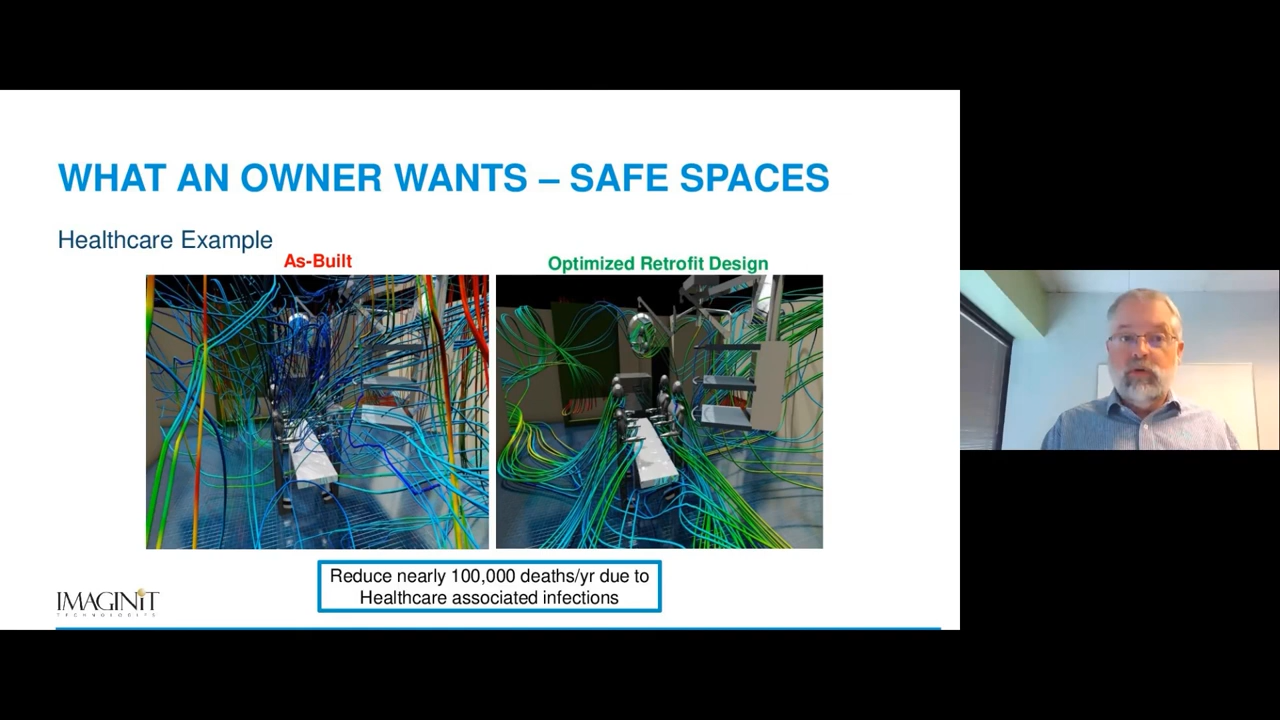 WHAT AN OWNER WANTS – SAFE SPACES
Healthcare Example
As-Built
Optimized Retrofit Design
Reduce nearly 100,000 deaths/yr due to
Healthcare associated infections
IMAGINiT
TECHNOLOGIES